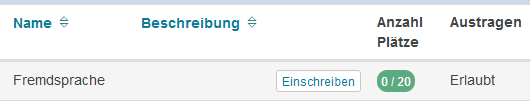 Name Beschreibung Anzahl Plätze Austragen
Fremdsprache Einschreiben 0 / 20 Erlaubt